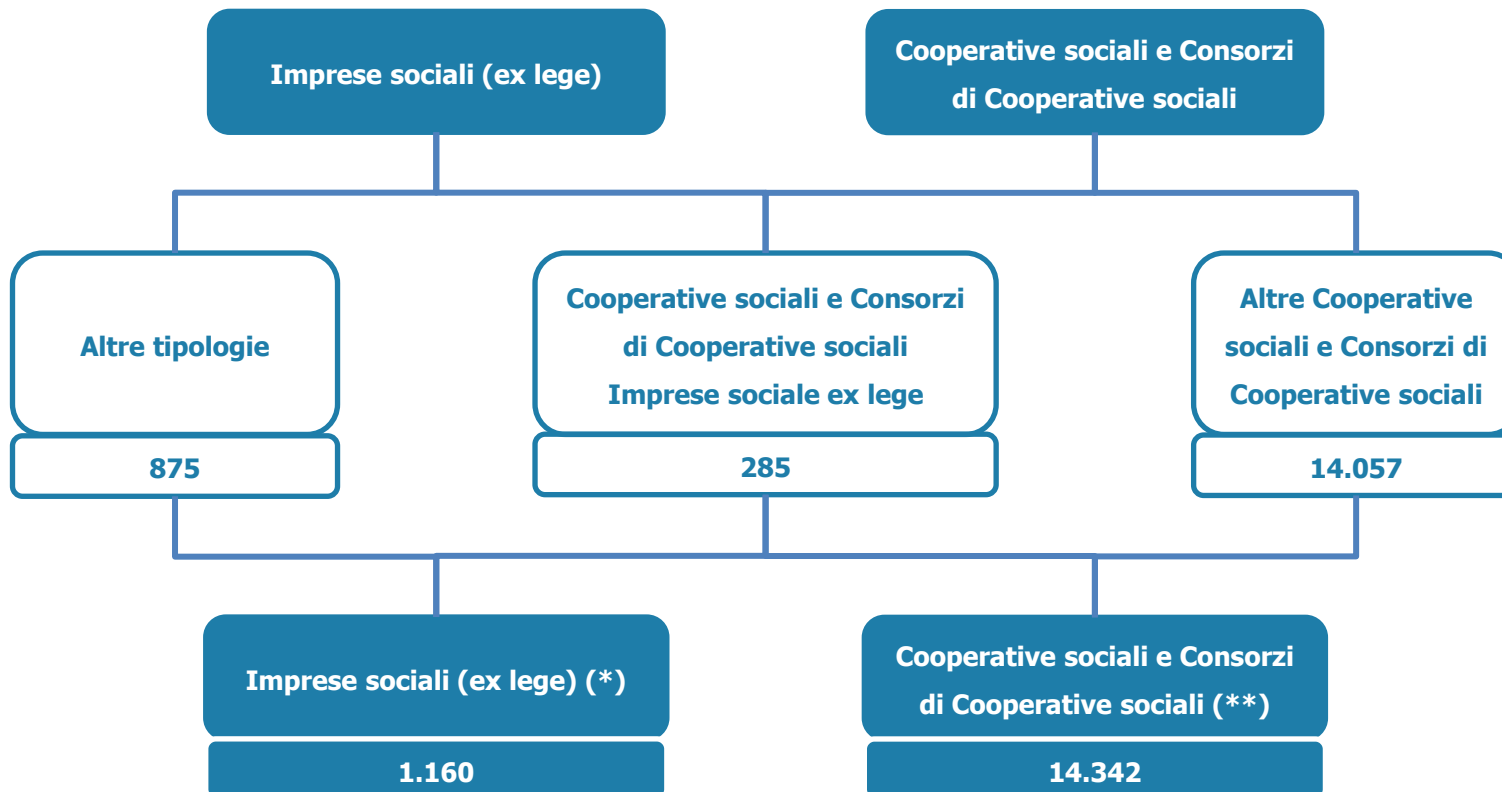 Imprese sociali (ex lege)
Cooperative sociali e Consorzi
di Cooperative sociali
Altre tipologie
875
Cooperative sociali e Consorzi
di Cooperative sociali
Imprese sociale ex lege
285
Altre Cooperative
sociali e Consorzi di
Cooperative sociali
14.057
Imprese sociali (ex lege) (*)
1.160
Cooperative sociali e Consorzi
di Cooperative sociali (**)
14.342